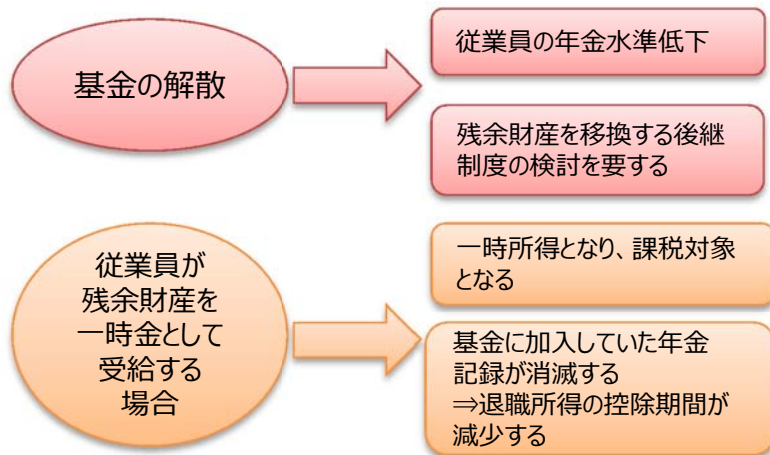 基金の解散
従業員の年金水準低下
残余財産を移換する後継
制度の検討を要する
従業員が
残余財産を
一時金として
受給する
場合
一時所得となり、課税対象
となる
基金に加入していた年金
記録が消滅する
⇒退職所得の控除期間が
減少する